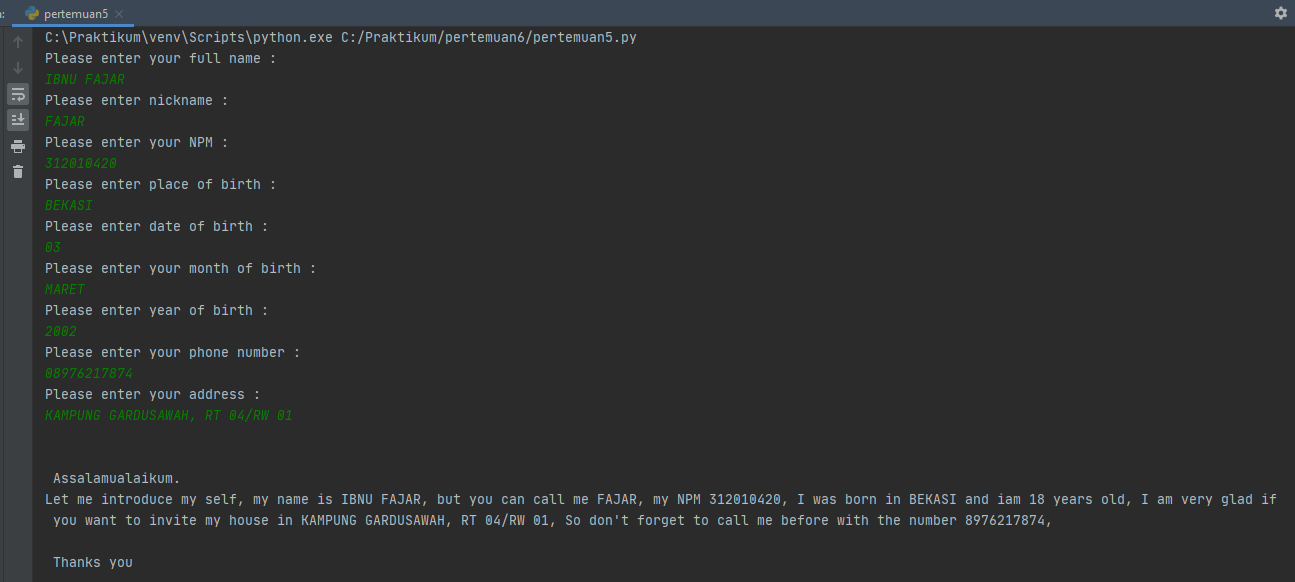 pertemuan5
C:\Praktikum\venv\Scripts\python.exe C:/Praktikum/pertemuan6/pertemuan5.py
Please enter your full name :
IBNU FAJAR
Please enter nickname :
FAJAR
Please enter your NPM :
312010420
Please enter place of birth :
BEKASI
Please enter date of birth :
03
Please enter your month of birth :
MARET
Please enter year of birth :
2002
Please enter your phone number :
08976217874
Please enter your address :
KAMPUNG GARDUSAWAH, RT 04/RW 01
Assalamualaikum.
Let me introduce my self, my name is IBNU FAJAR, but you can call me FAJAR, my NPM 312010420, I was born in BEKASI and iam 18 years old, I am very glad if
you want to invite my house in KAMPUNG GARDUSAWAH, RT 04/RW 01, So don't forget to call me before with the number 8976217874,
Thanks you